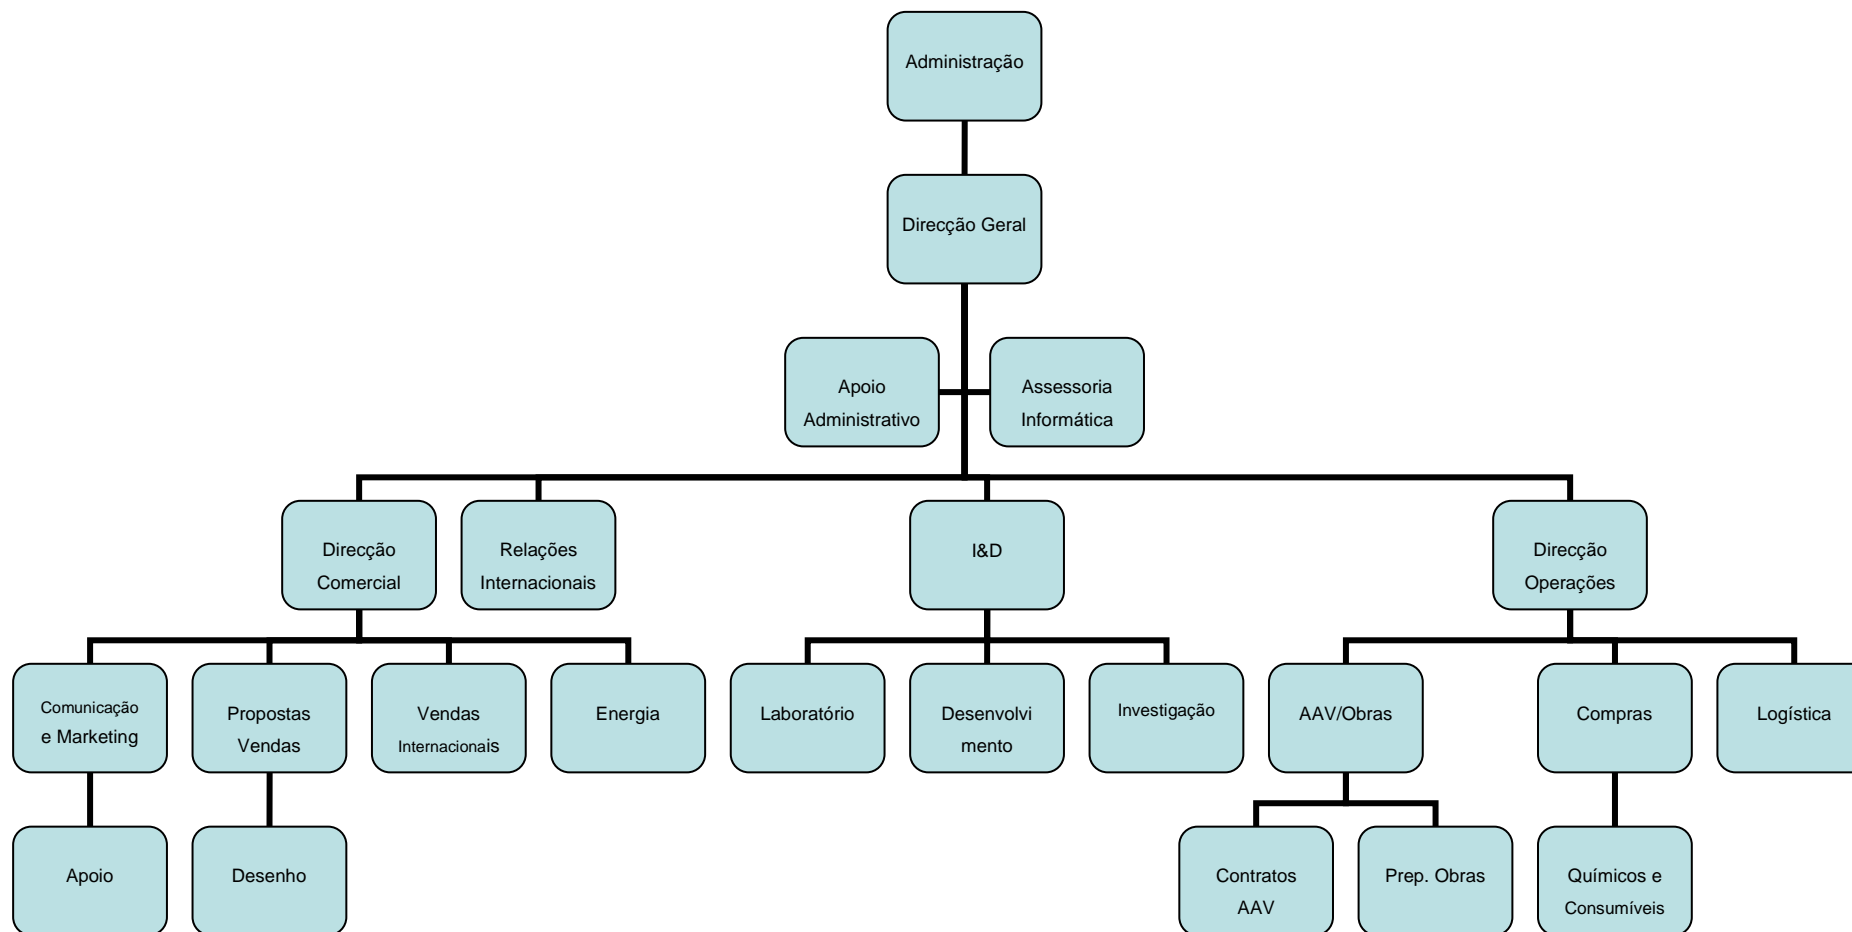 Administração
Direcção Geral
Apoio
Administrativo
Assessoria
Informática
Direcção
Comercial
Relações
Internacionais
I&D
Direcção
Operações
Comunicação
e Marketing
Propostas
Vendas
Vendas
Internacionais
Energia
Laboratório
Desenvolvi
mento
Investigação
AAV/Obras
Compras
Logística
Apoio
Desenho
Contratos
AAV
Prep. Obras
Químicos e
Consumíveis